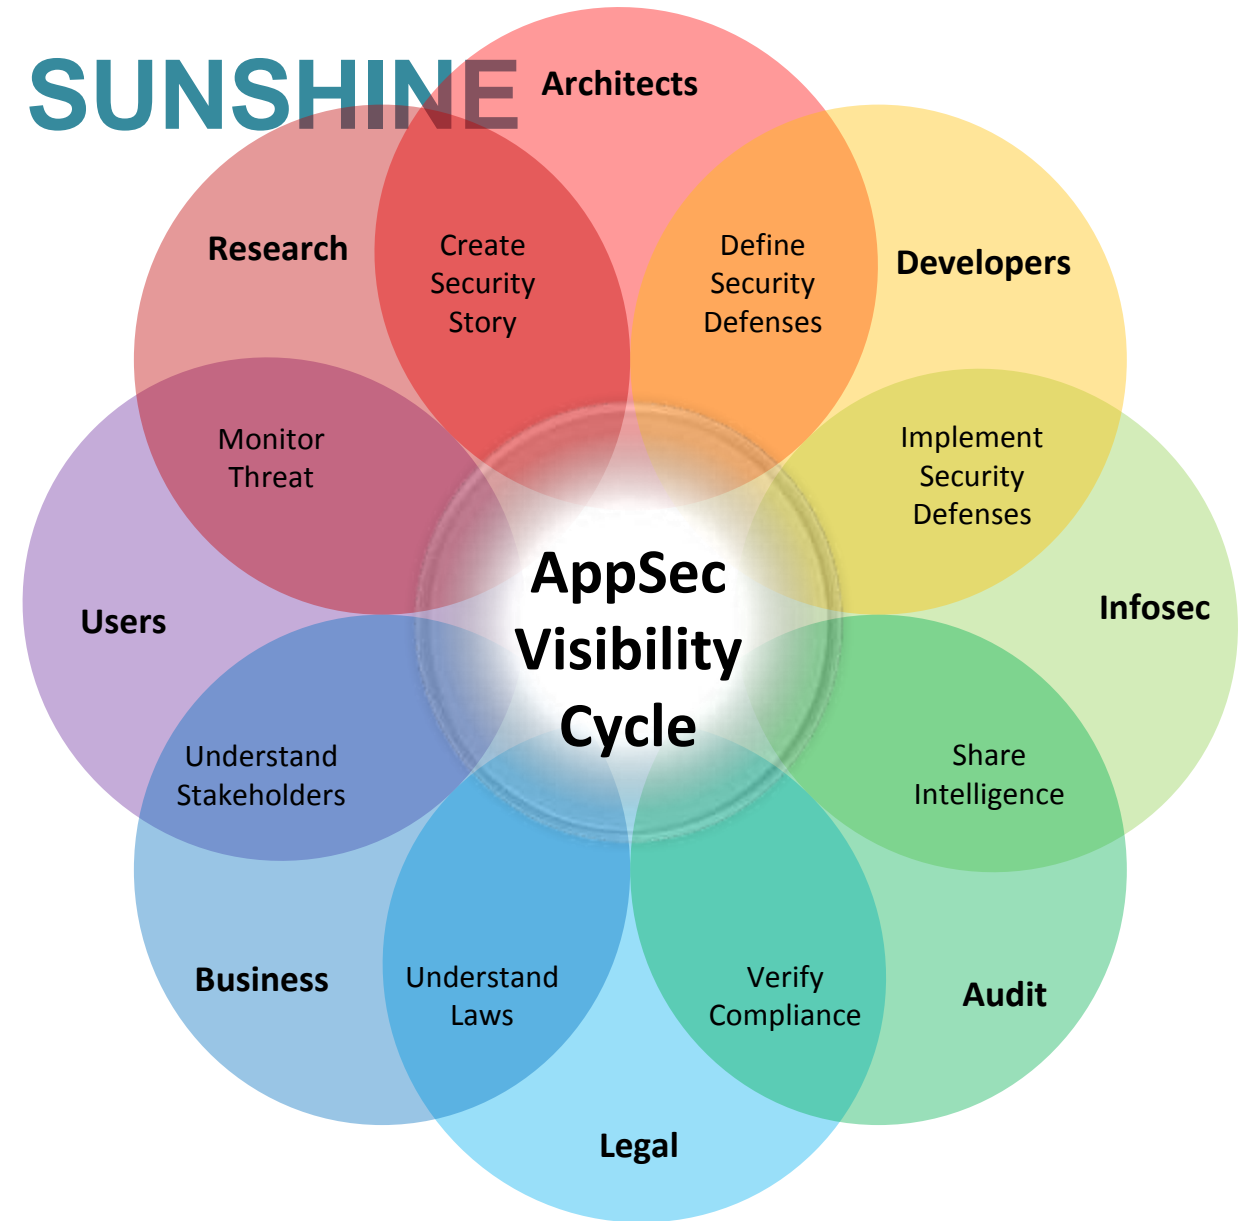 SUNSHINE
Architects
Research
Create
Security
Story
Define
Security
Defenses
Developers
Monitor
Threat
Implement
Security
Defenses
AppSec
Visibility
Cycle
Users
Infosec
Understand
Stakeholders
Share
Intelligence
Business
Understand
Laws
Verify
Compliance
Audit
Legal